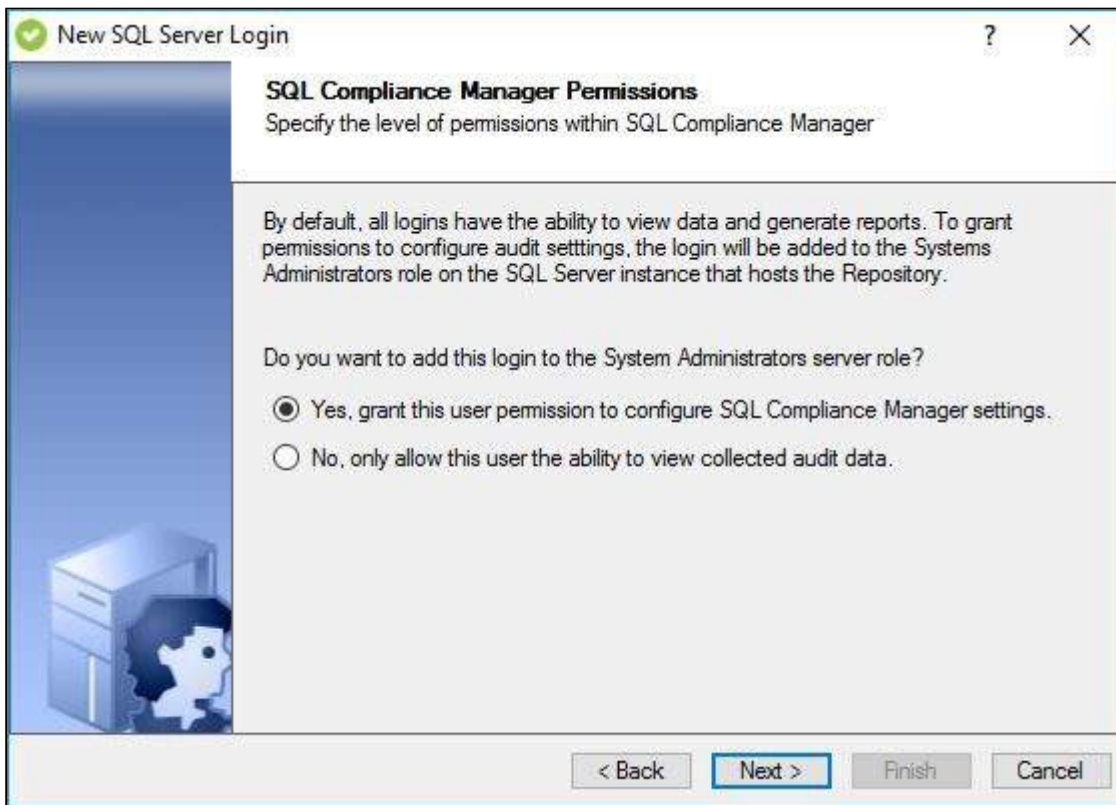 New SQL Server Login
?
SQL Compliance Manager Permissions
Specify the level of permissions within SQL Compliance Manager
By default, all logins have the ability to view data and generate reports. To grant
permissions to configure audit setttings, the login will be added to the Systems
Administrators role on the SQL Server instance that hosts the Repository.
Do you want to add this login to the System Administrators server role?
Yes, grant this user permission to configure SQL Compliance Manager settings.
No, only allow this user the ability to view collected audit data.
< Back Next > Finish Cancel